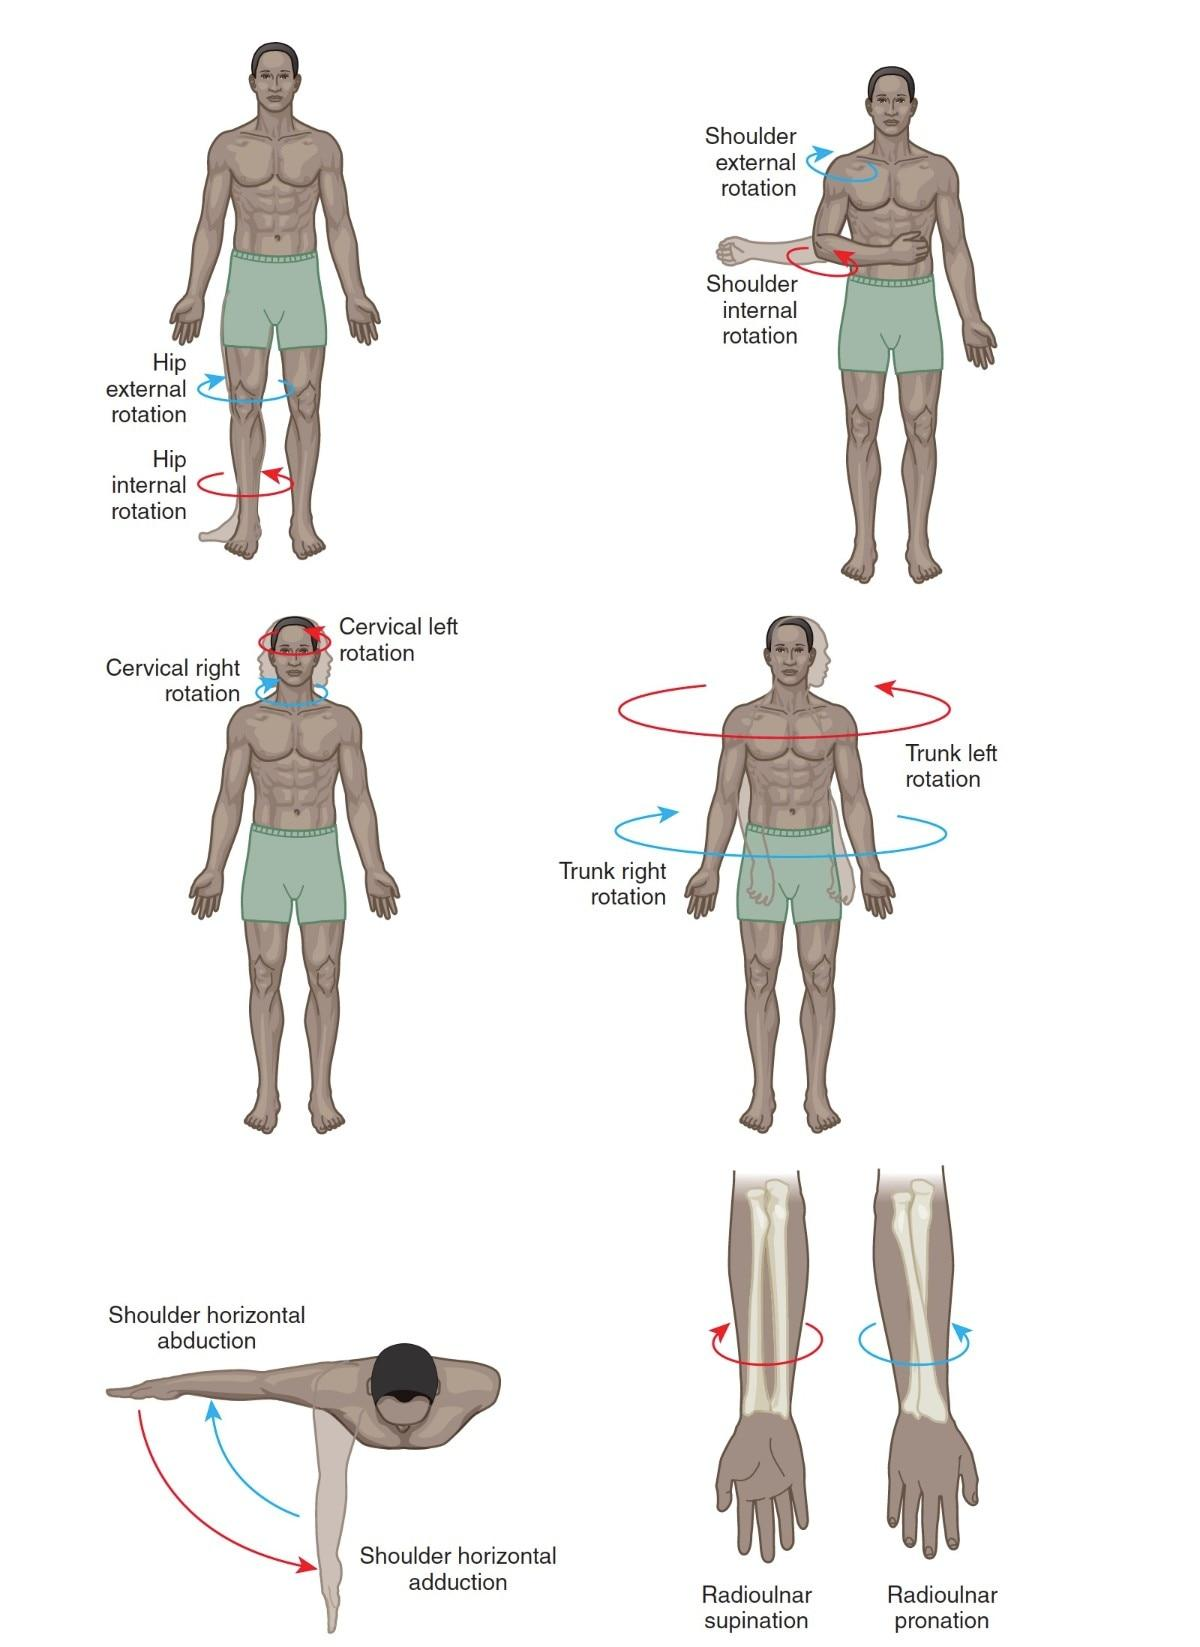 Shoulder
external
rotation
Shoulder
internal
rotation
Hip
external
rotation
Hip
internal
rotation
Cervical left
rotation
Cervical right
rotation
Trunk left
rotation
Trunk right
rotation
Shoulder horizontal
abduction
Shoulder horizontal
adduction
Radioulnar
supination
Radioulnar
pronation